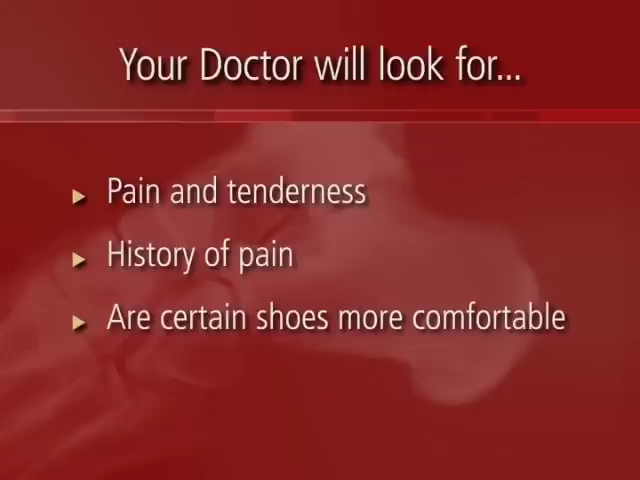 Your Doctor will look for...
Pain and tenderness
History of pain
Are certain shoes more comfortable